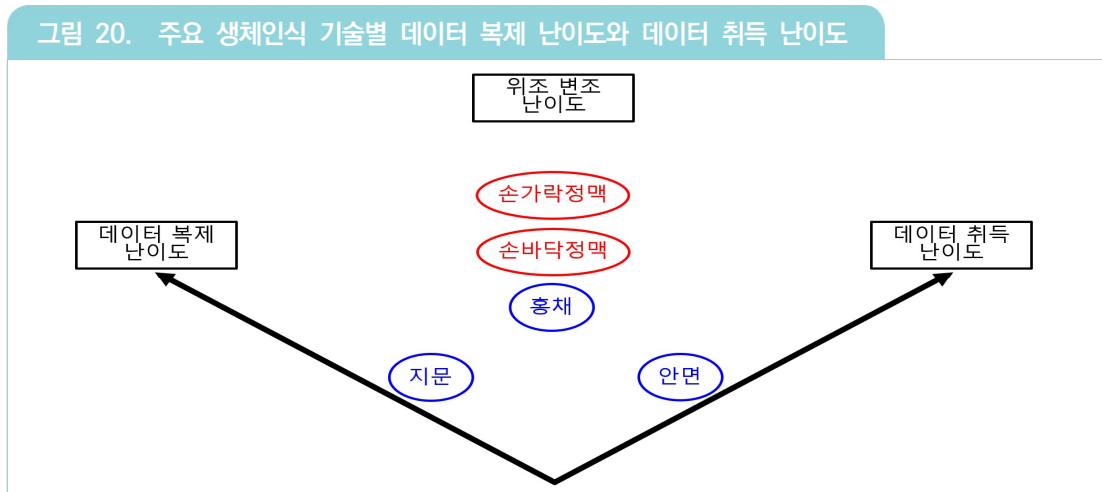 그림 20. 주요 생체인식 기술별 데이터 복제 난이도와 데이터 취득 난이도
위조 변조
난이도
손가락정맥
데이터 복제
난이도
데이터 취득
난이도
손바닥정맥
홍채
지문
안면